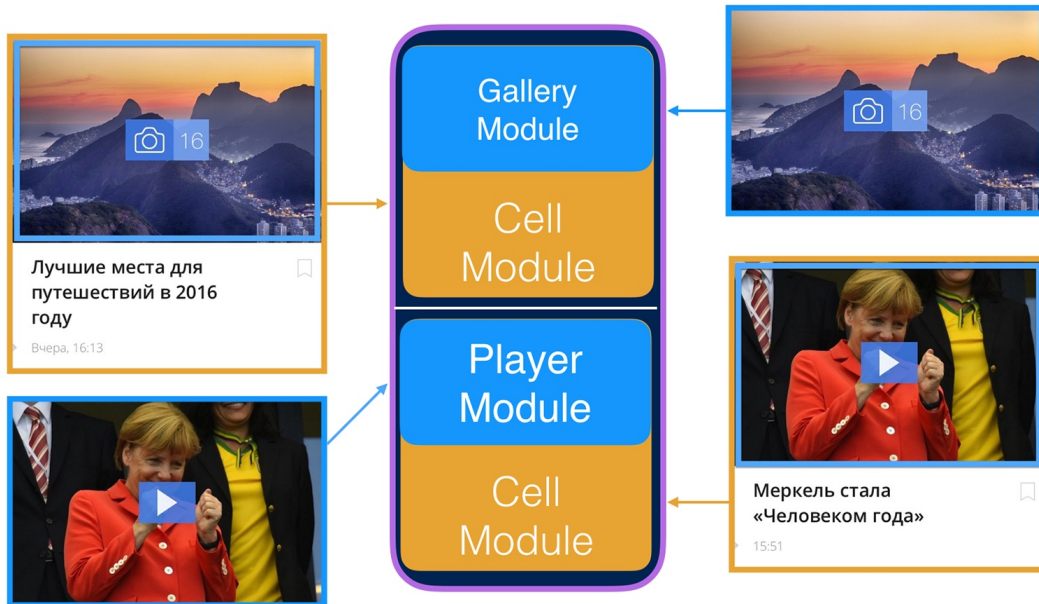 16
Лучшие места для
путешествий в 2016
году
Вчера, 16:13
Gallery
Module
Cell
Module
Player
Module
Cell
Module
16
Меркель стала
«Человеком года»
15:51